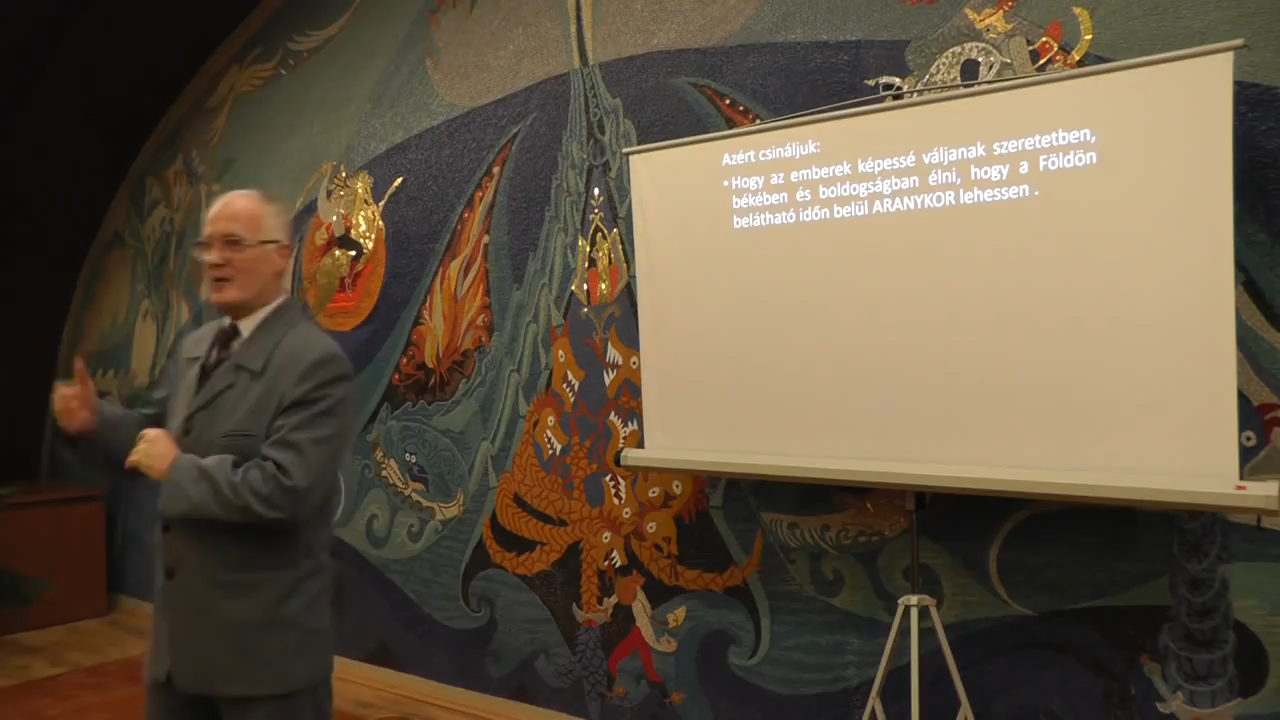 Azért csináljuk:
• Hogy az emberek képessé váljanak szeretetben,
békében és boldogságban élni, hogy a Földön
belátható időn belül ARANYKOR lehessen .